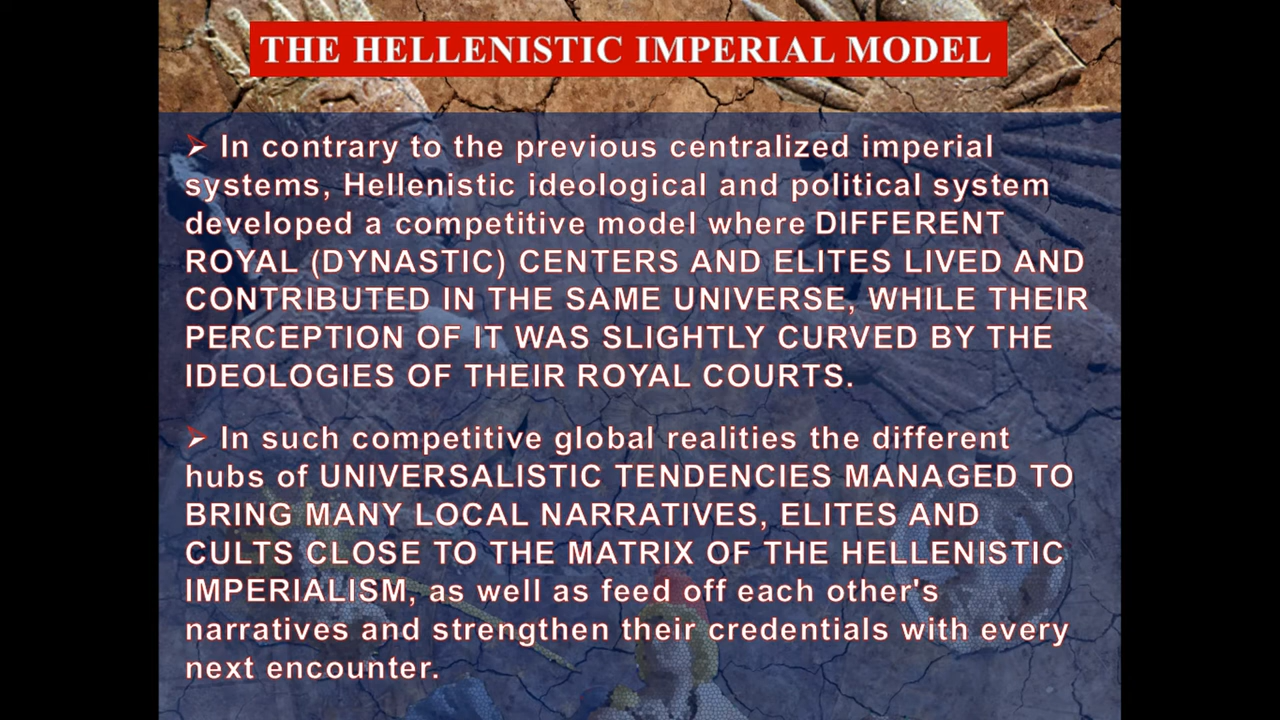 THE HELLENISTIC IMPERIAL MODEL
➢ In contrary to the previous centralized imperial
systems, Hellenistic ideological and political system
developed a competitive model where DIFFERENT
ROYAL (DYNASTIC) CENTERS AND ELITES LIVED AND
CONTRIBUTED IN THE SAME UNIVERSE, WHILE THEIR
PERCEPTION OF IT WAS SLIGHTLY CURVED BY THE
IDEOLOGIES OF THEIR ROYAL COURTS.
➢ In such competitive global realities the different
hubs of UNIVERSALISTIC TENDENCIES MANAGED TO
BRING MANY LOCAL NARRATIVES, ELITES AND
CULTS CLOSE TO THE MATRIX OF THE HELLENISTIC
IMPERIALISM, as well as feed off each other's
narratives and strengthen their credentials with every
next encounter.